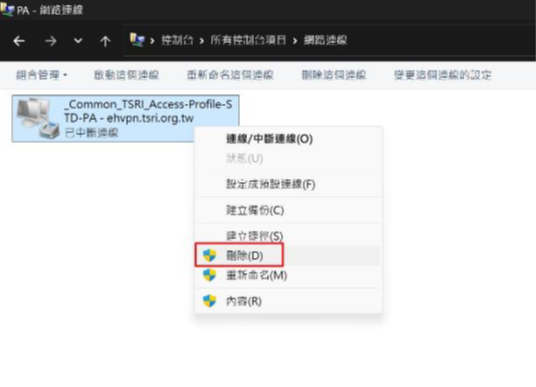 PA - 網路連線
控制台 > 所有控制台項目 > 網路連線
組合管理 啟動這個連線 重新命名這個連線 刪除這個連線 變更這個連線的設定
_Common_TSRI_Access-Profile-S
TD-PA - ehvpn.tsri.org.tw
已中斷連線
連線/中斷連線(O)
狀態(U)
設定成預設連線(F)
建立備份(C)
建立捷徑(S)
刪除(D)
重新命名(M)
內容(R)